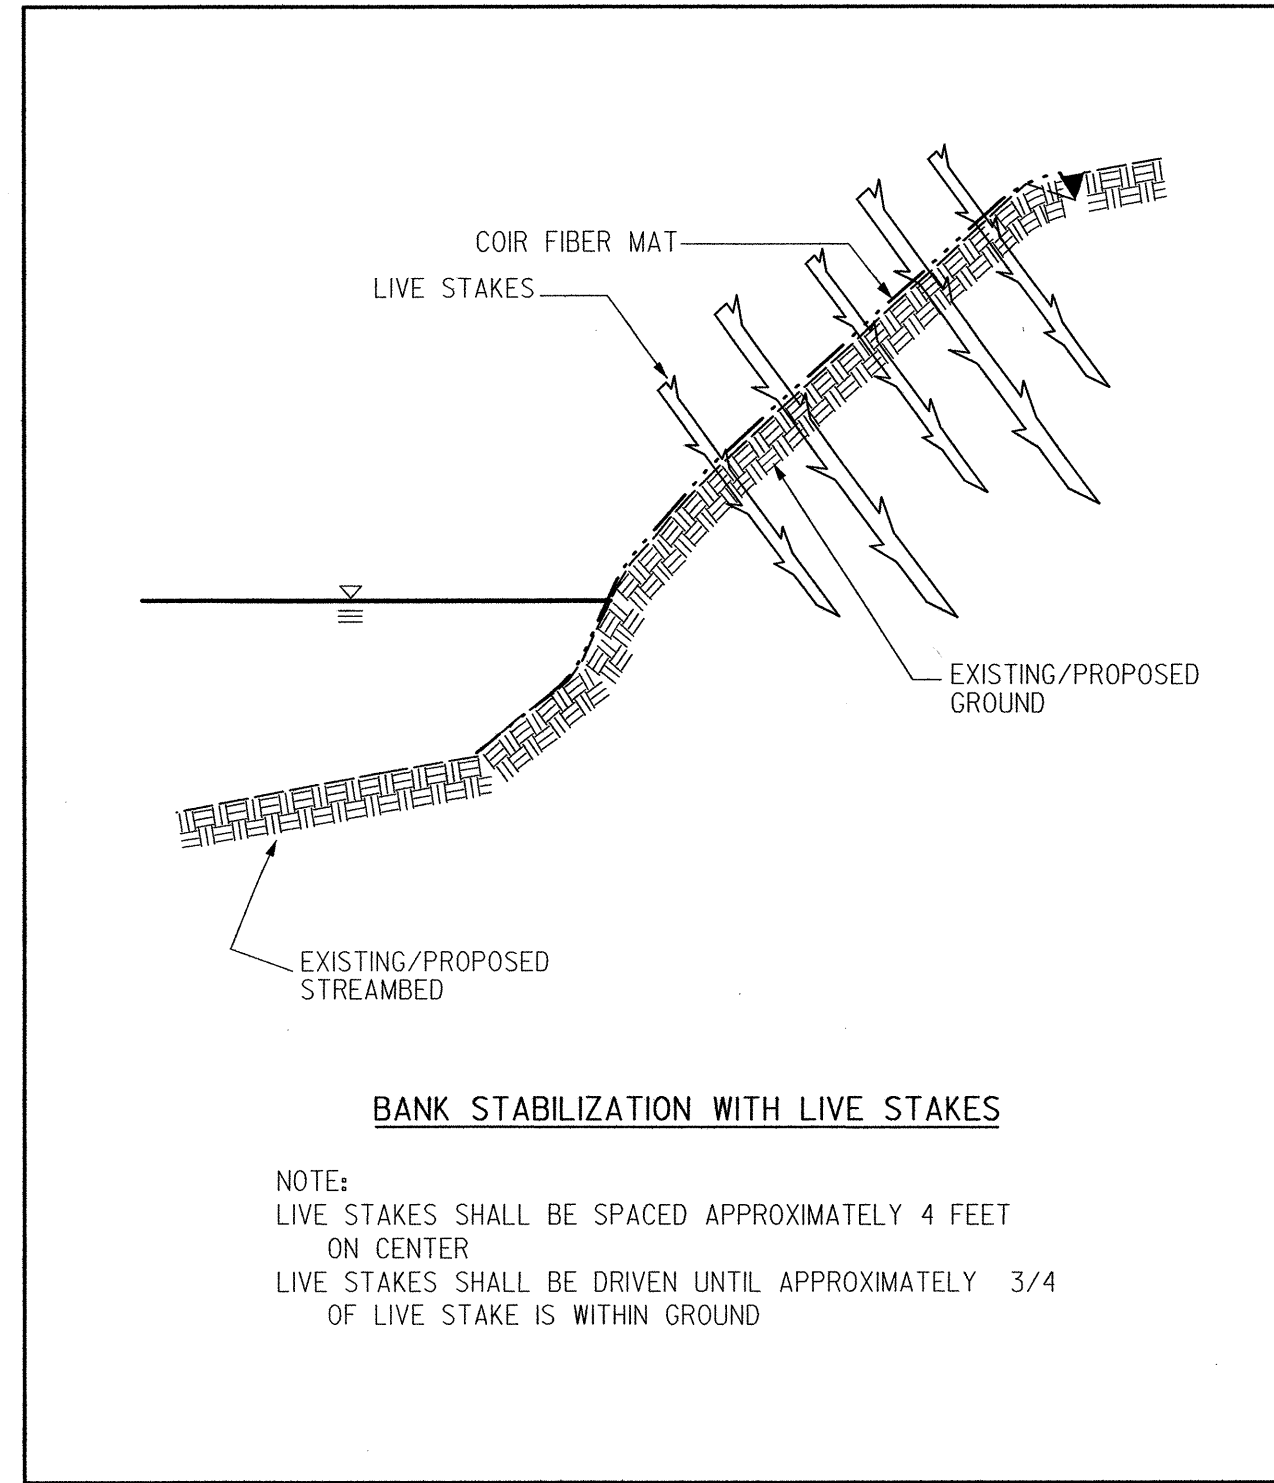 COIR FIBER MAT
LIVE STAKES
EXISTING/PROPOSED
GROUND
EXISTING/PROPOSED
STREAMBED
BANK STABILIZATION WITH LIVE STAKES
NOTE:
LIVE STAKES SHALL BE SPACED APPROXIMATELY 4 FEET
ON CENTER
LIVE STAKES SHALL BE DRIVEN UNTIL APPROXIMATELY 3/4
OF LIVE STAKE IS WITHIN GROUND